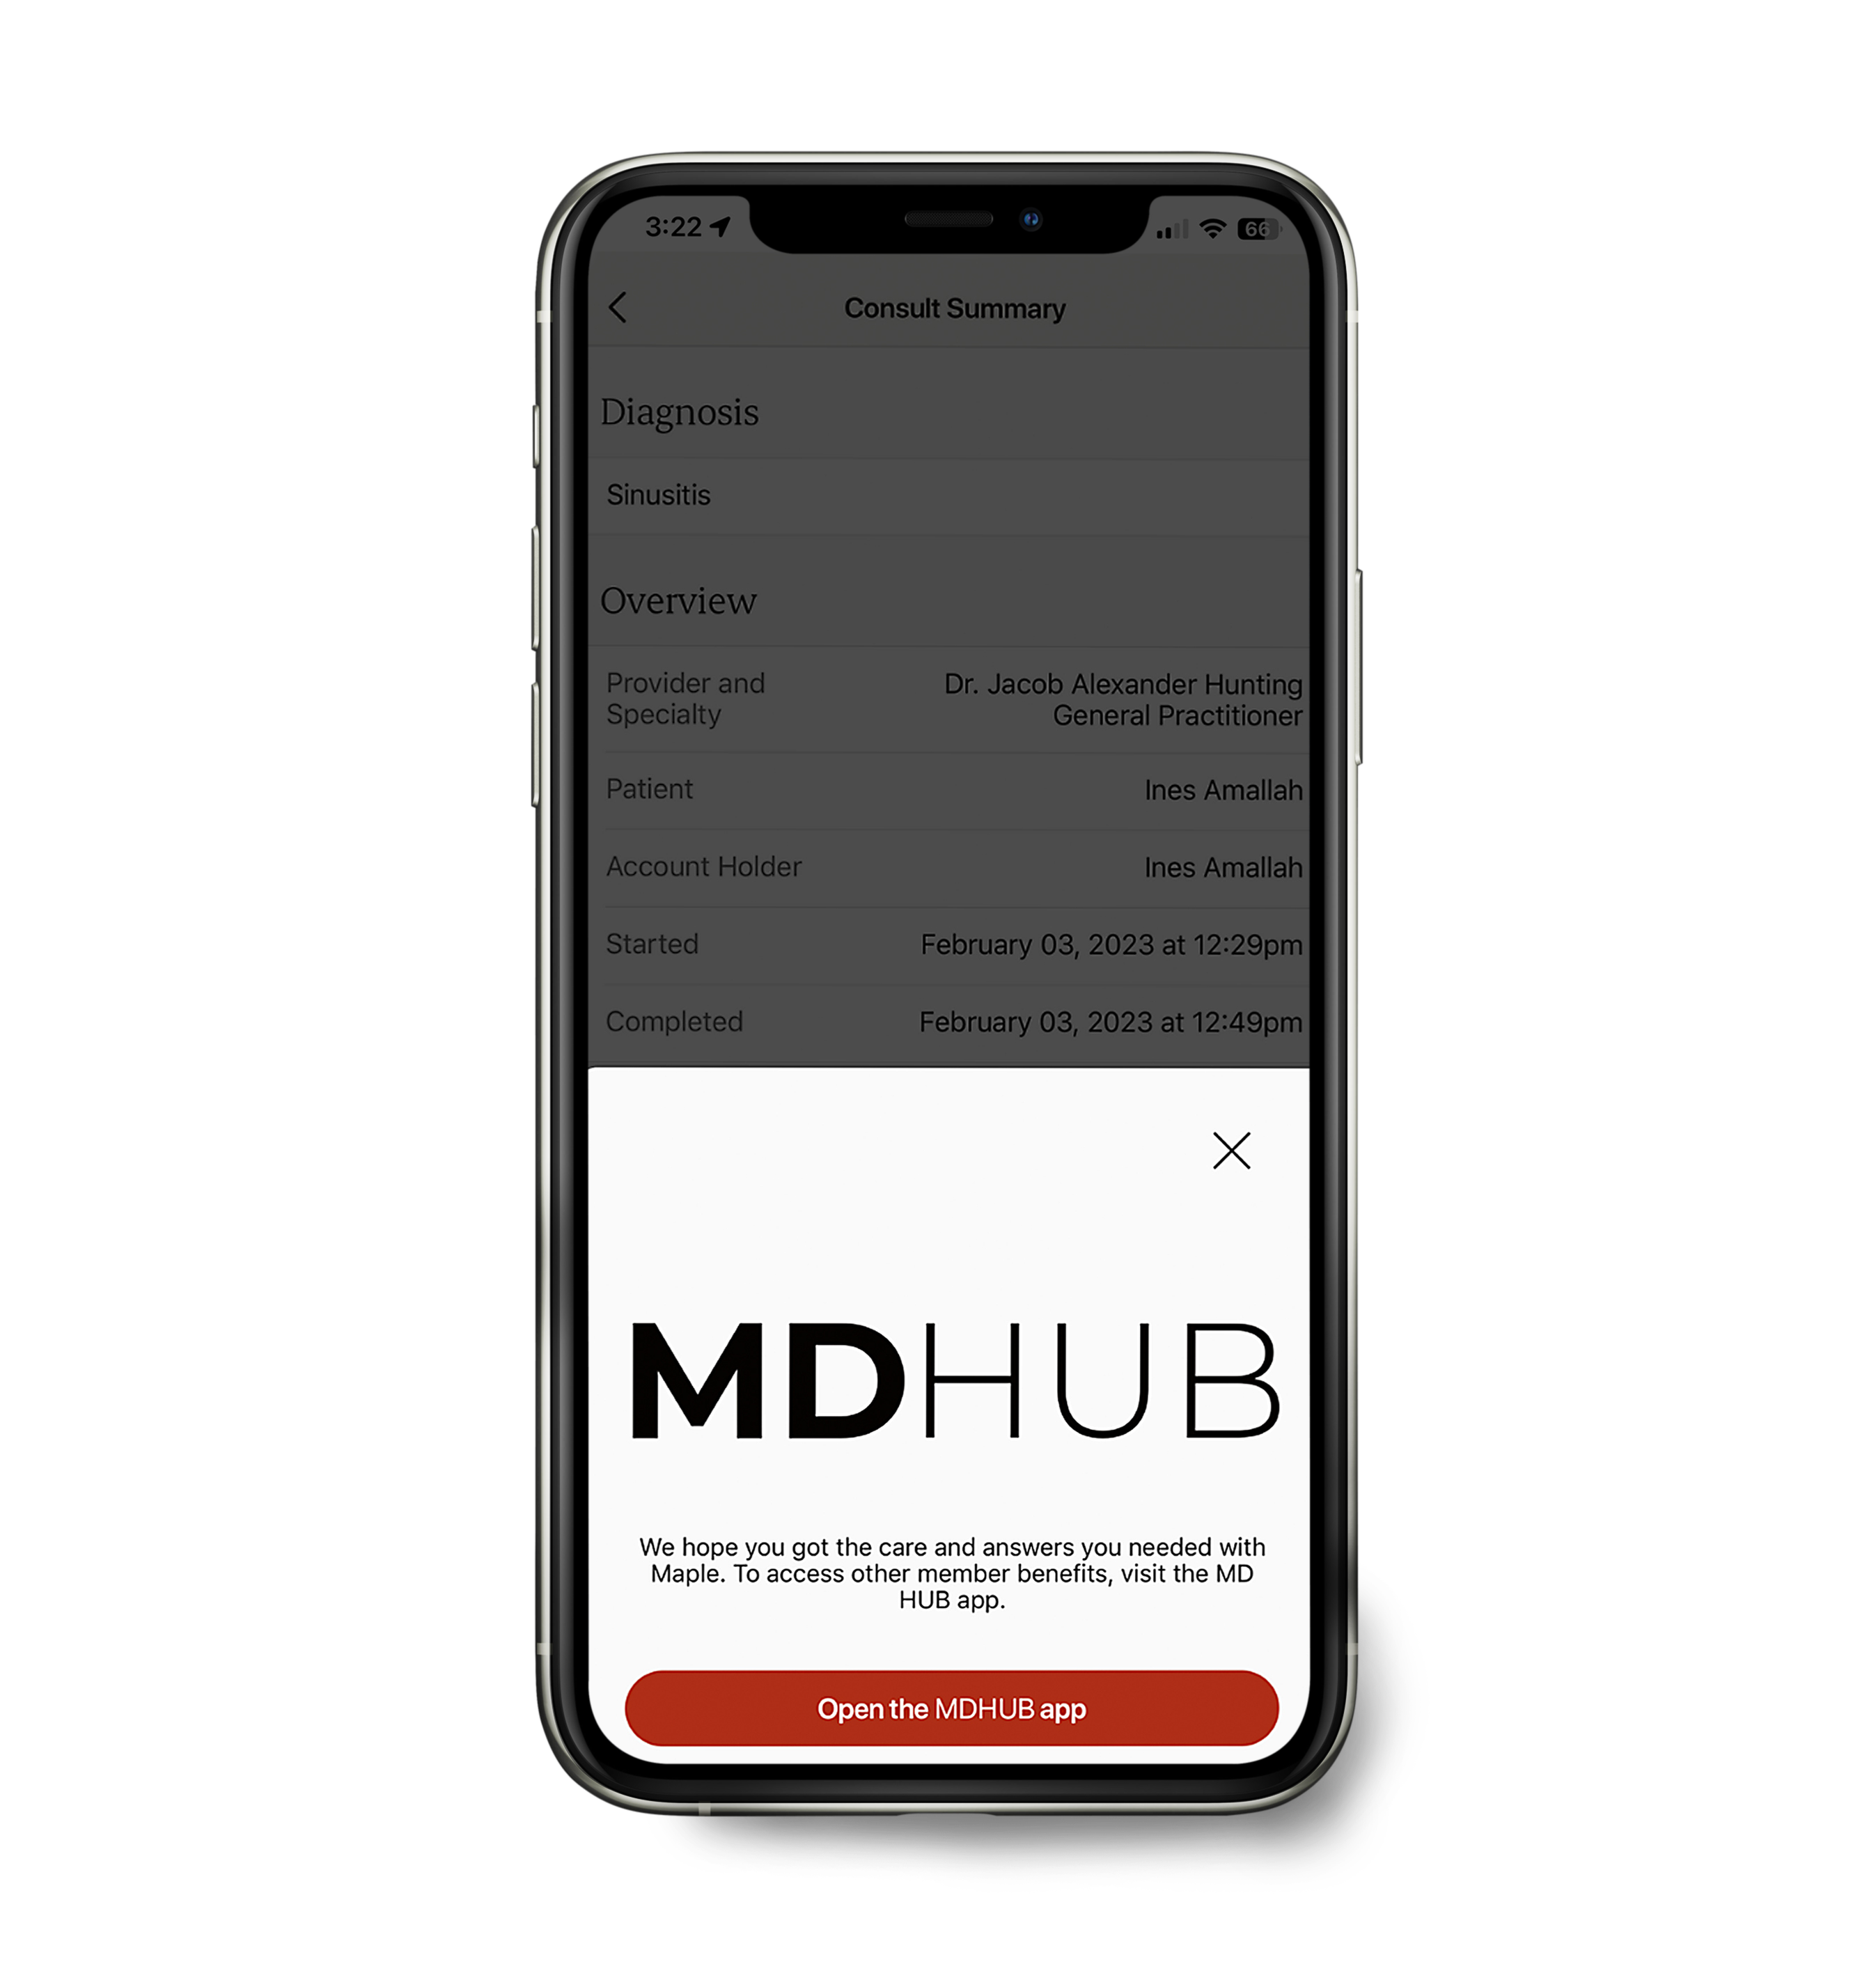 3:22
66
Consult Summary
Diagnosis
Sinusitis
Overview
Provider and
Specialty
Dr. Jacob Alexander Hunting
General Practitioner
Patient
Ines Amallah
Account Holder
Ines Amallah
Started
February 03, 2023 at 12:29pm
Completed
February 03, 2023 at 12:49pm
MDHUB
We hope you got the care and answers you needed with
Maple. To access other member benefits, visit the MD
HUB app.
Open the MDHUB app